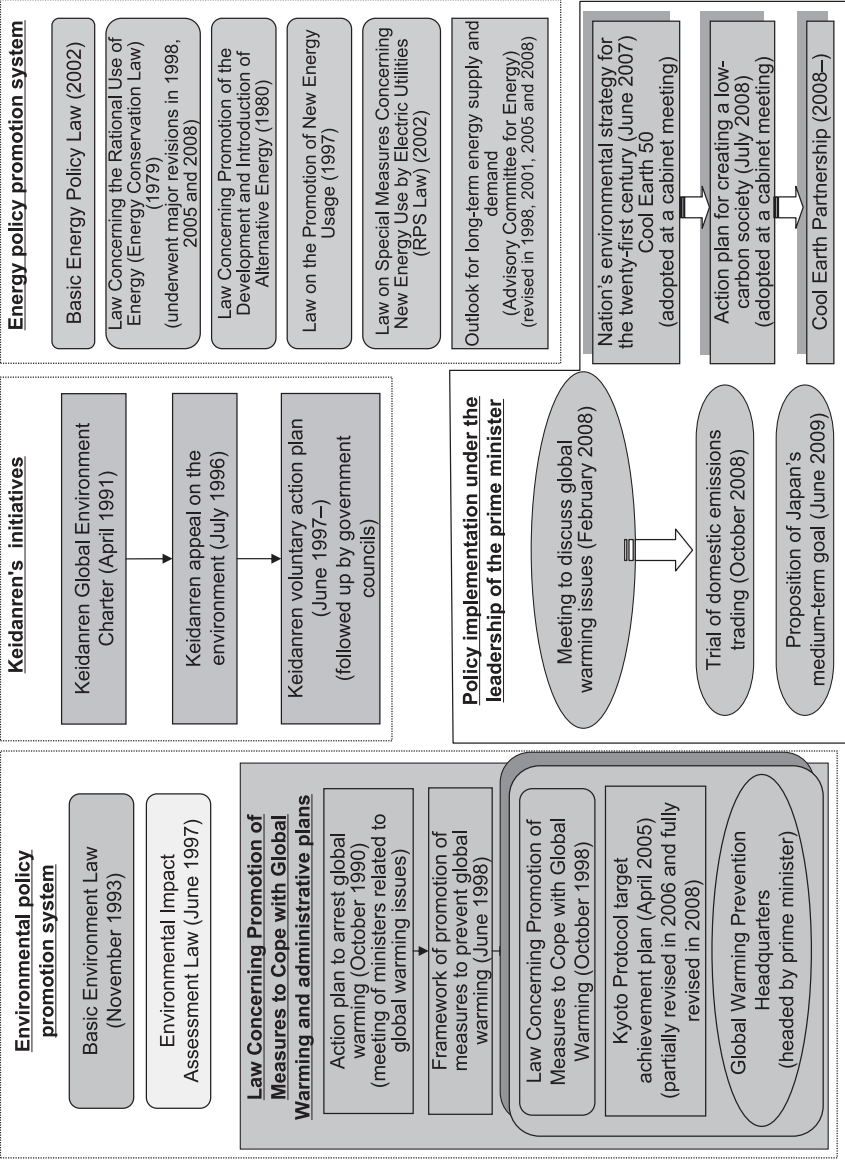 Environmental policy
promotion system
Basic Environment Law
(November 1993)
Environmental Impact
Assessment Law (June 1997)
Law Concerning Promotion of
Measures to Cope with Global
Warming and administrative plans
Action plan to arrest global
warming (October 1990)
(meeting of ministers related to
global warming issues)
Framework of promotion of
measures to prevent global
warming (June 1998)
Law Concerning Promotion of
Measures to Cope with Global
Warming (October 1998)
Kyoto Protocol target
achievement plan (April 2005)
(partially revised in 2006 and fully
revised in 2008)
Global Warming Prevention
Headquarters
(headed by prime minister)
Keidanren's initiatives
Keidanren Global Environment
Charter (April 1991)
Keidanren appeal on the
environment (July 1996)
Keidanren voluntary action plan
(June 1997–)
(followed up by government
councils)
Energy policy promotion system
Basic Energy Policy Law (2002)
Law Concerning the Rational Use of
Energy (Energy Conservation Law)
(1979)
(underwent major revisions in 1998,
2005 and 2008)
Law Concerning Promotion of the
Development and Introduction of
Alternative Energy (1980)
Law on the Promotion of New Energy
Usage (1997)
Law on Special Measures Concerning
New Energy Use by Electric Utilities
(RPS Law) (2002)
Outlook for long-term energy supply and
demand
(Advisory Committee for Energy)
(revised in 1998, 2001, 2005 and 2008)
Policy implementation under the
leadership of the prime minister
Meeting to discuss global
warming issues (February 2008)
Trial of domestic emissions
trading (October 2008)
Proposition of Japan's
medium-term goal (June 2009)
Nation's environmental strategy for
the twenty-first century (June 2007)
Cool Earth 50
(adopted at a cabinet meeting)
Action plan for creating a low-
carbon society (July 2008)
(adopted at a cabinet meeting)
Cool Earth Partnership (2008–)